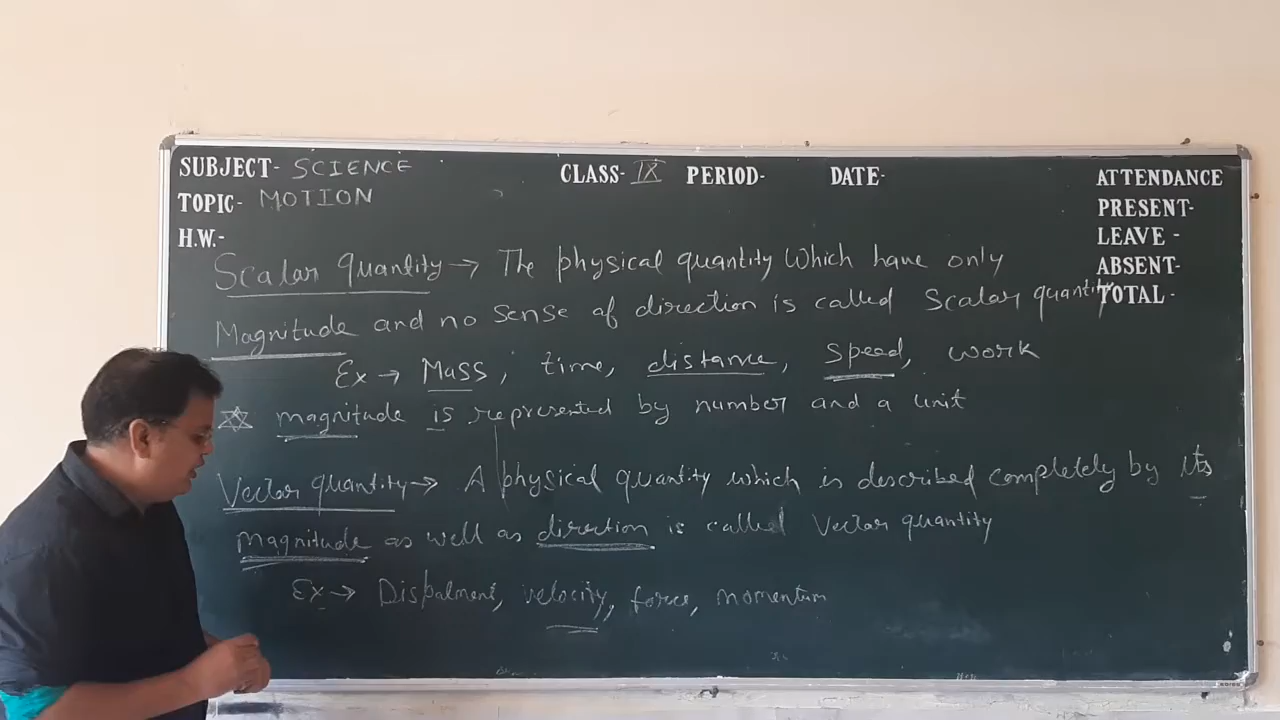 SUBJECT- SCIENCE CLASS- IX PERIOD- DATE- ATTENDANCE
TOPIC- MOTION PRESENT-
H.W.- LEAVE -
ABSENT-
TOTAL -
Scalar quantity → The physical quantity which have only
Magnitude and no sense of direction is called Scalar quantity
Ex → Mass, time, distance, speed, work
magnitude is represented by number and a unit
Vector quantity → A physical quantity which is described completely by its
magnitude as well as direction is called Vector quantity
Ex → Dispalment, velocity, force, momentum